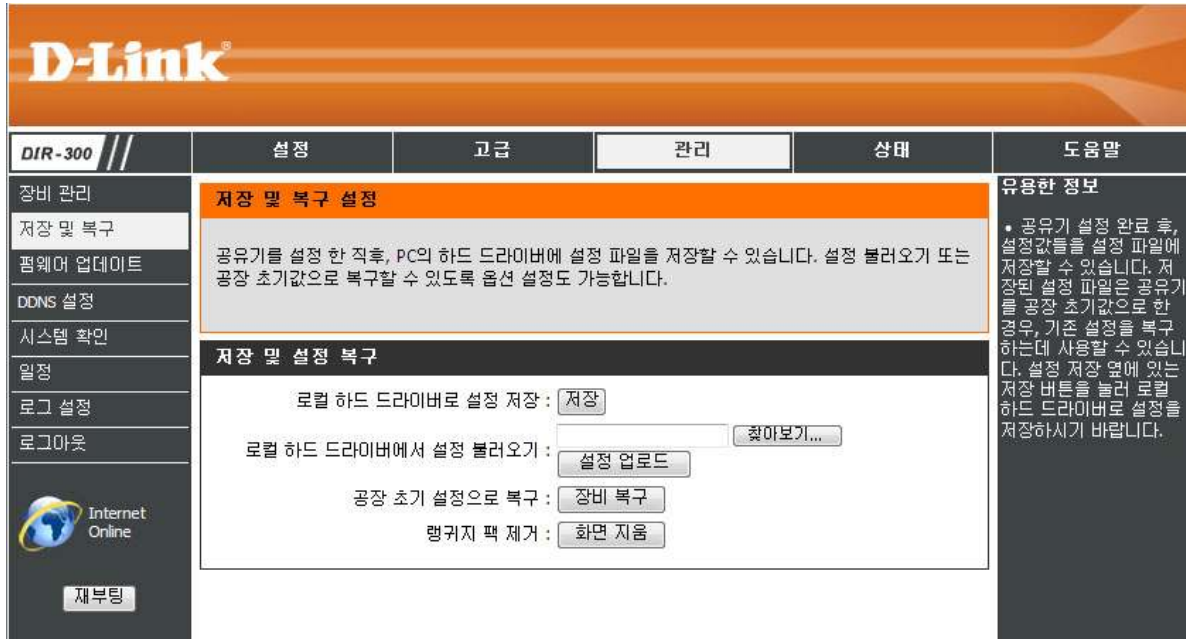 D-Link®
DIR-300
설정
고급
관리
상태
도움말
장비 관리
저장 및 복구
펌웨어 업데이트
DDNS 설정
시스템 확인
일정
로그 설정
로그아웃
Internet
Online
재부팅
저장 및 복구 설정
공유기를 설정 한 직후, PC의 하드 드라이버에 설정 파일을 저장할 수 있습니다. 설정 불러오기 또는
공장 초기값으로 복구할 수 있도록 옵션 설정도 가능합니다.
저장 및 설정 복구
로컬 하드 드라이버로 설정 저장 : 저장
로컬 하드 드라이버에서 설정 불러오기 : 찾아보기...
설정 업로드
공장 초기 설정으로 복구 : 장비 복구
랭귀지 팩 제거 : 화면 지움
유용한 정보
• 공유기 설정 완료 후,
설정값들을 설정 파일에
저장할 수 있습니다. 저
장된 설정 파일은 공유기
를 공장 초기값으로 한
경우, 기존 설정을 복구
하는데 사용할 수 있습니
다. 설정 저장 옆에 있는
저장 버튼을 눌러 로컬
하드 드라이버로 설정을
저장하시기 바랍니다.